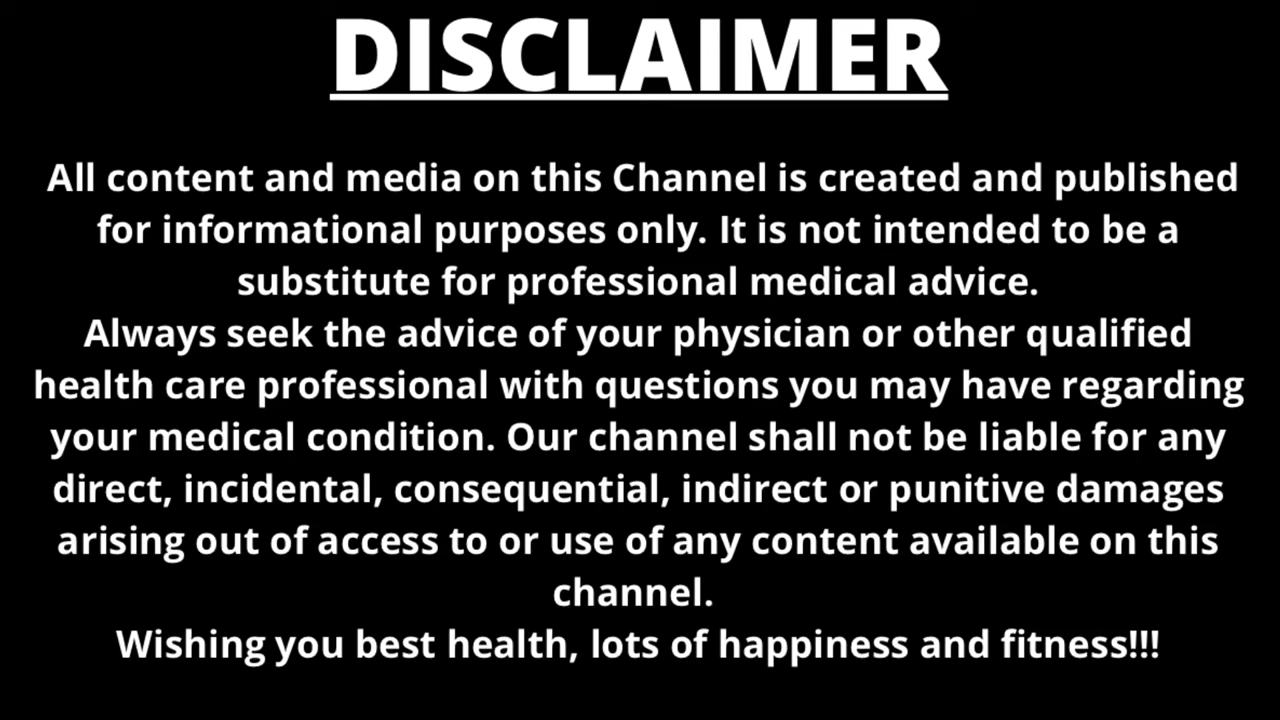 DISCLAIMER
All content and media on this Channel is created and published
for informational purposes only. It is not intended to be a
substitute for professional medical advice.
Always seek the advice of your physician or other qualified
health care professional with questions you may have regarding
your medical condition. Our channel shall not be liable for any
direct, incidental, consequential, indirect or punitive damages
arising out of access to or use of any content available on this
channel.
Wishing you best health, lots of happiness and fitness!!!